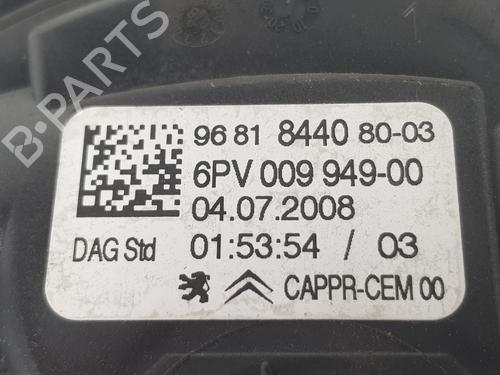 96 81 8440 80-03
6PV 009 949-00
04.07.2008
DAG Std 01:53:54 / 03
CAPPR-CEM 00
B-PARTS